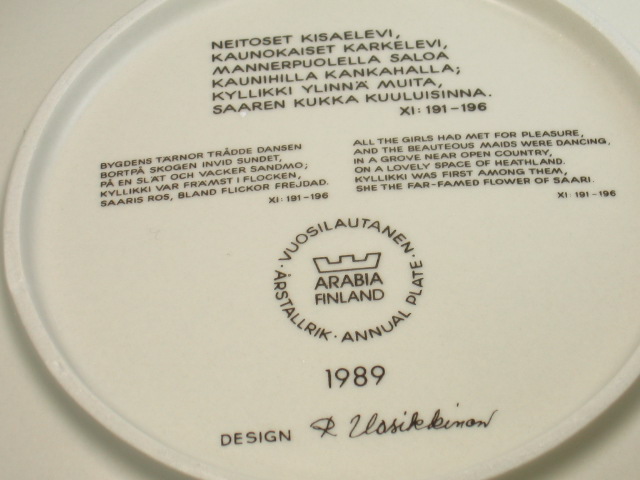 NEITOSET KISAELEVI,
KAUNOKAISET KARKELEVI,
MANNERPUOLELLA SALOA
KAUNIHILLA KANKAHALLA;
KYLLIKKI YLINNÄ MUITA,
SAAREN KUKKA KUULUISINNA.
XI: 191-196
BYGDENS TÄRNOR TRÅDDE DANSEN
BORTPÅ SKOGEN INVID SUNDET,
PÅ EN SLÄT OCH VACKER SANDMO;
KYLLIKKI VAR FRÄMST I FLOCKEN,
SAARIS ROS, BLAND FLICKOR FREJDAD.
XI: 191-196
ALL THE GIRLS HAD MET FOR PLEASURE,
AND THE BEAUTEOUS MAIDS WERE DANCING,
IN A GROVE NEAR OPEN COUNTRY,
ON A LOVELY SPACE OF HEATHLAND.
KYLLIKKI WAS FIRST AMONG THEM,
SHE THE FAR-FAMED FLOWER OF SAARI.
XI: 191-196
· VUOSILAUTANEN · ANNUAL PLATE · ÅRSTALLRIK
ARABIA
FINLAND
1989
DESIGN R Uosikkinen